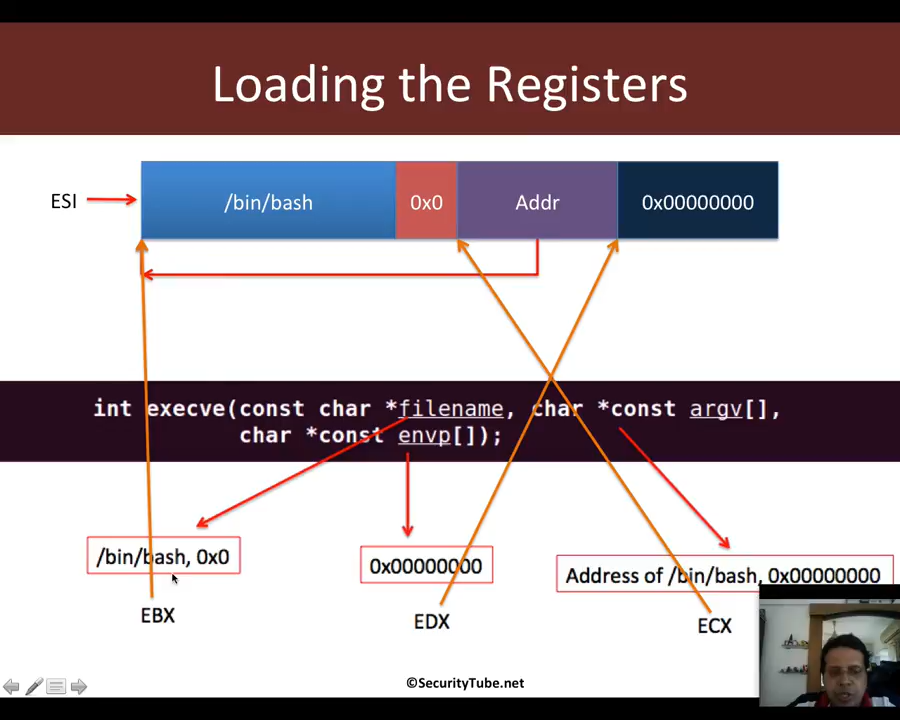 Loading the Registers
ESI
/bin/bash
0x0
Addr
0x00000000
int execve(const char *filename, char *const argv[],
char *const envp[]);
/bin/bash, 0x0
0x00000000
Address of /bin/bash, 0x00000000
EBX
EDX
ECX
©SecurityTube.net